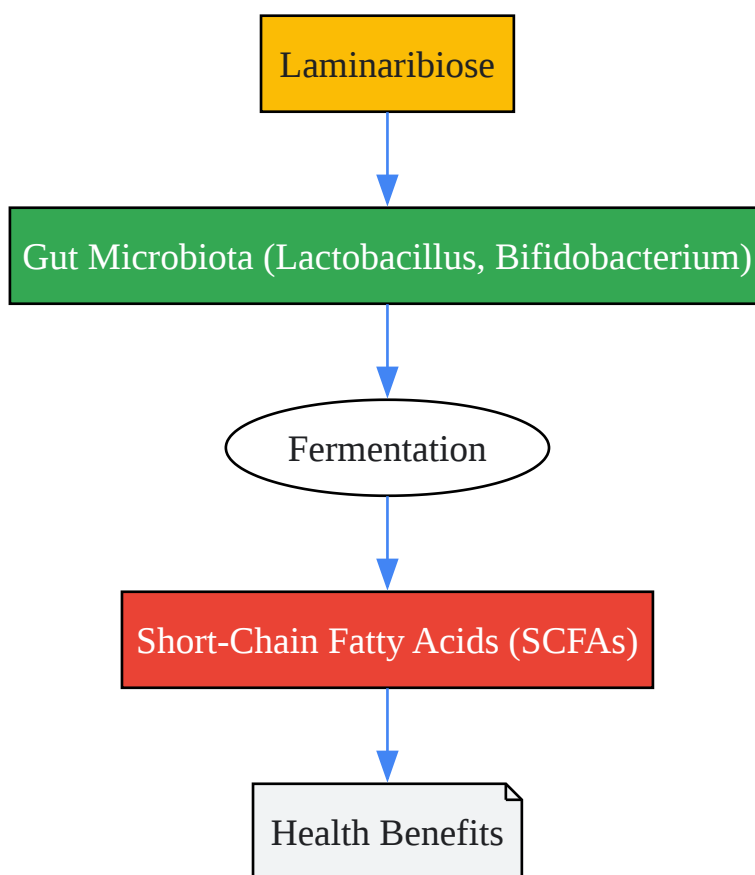 Laminaribiose
Gut Microbiota (Lactobacillus, Bifidobacterium)
Fermentation
Short-Chain Fatty Acids (SCFAs)
Health Benefits